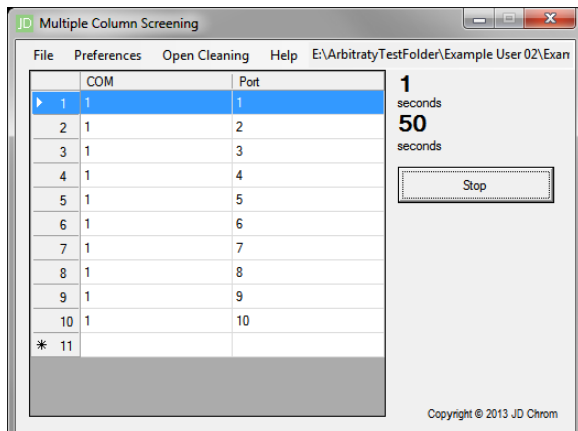 JD Multiple Column Screening
File Preferences Open Cleaning Help E:\ArbitratyTestFolder\Example User 02\Exam
COM Port
1 1 1
2 1 2
3 1 3
4 1 4
5 1 5
6 1 6
7 1 7
8 1 8
9 1 9
10 1 10
* 11
1
seconds
50
seconds
Stop
Copyright © 2013 JD Chrom